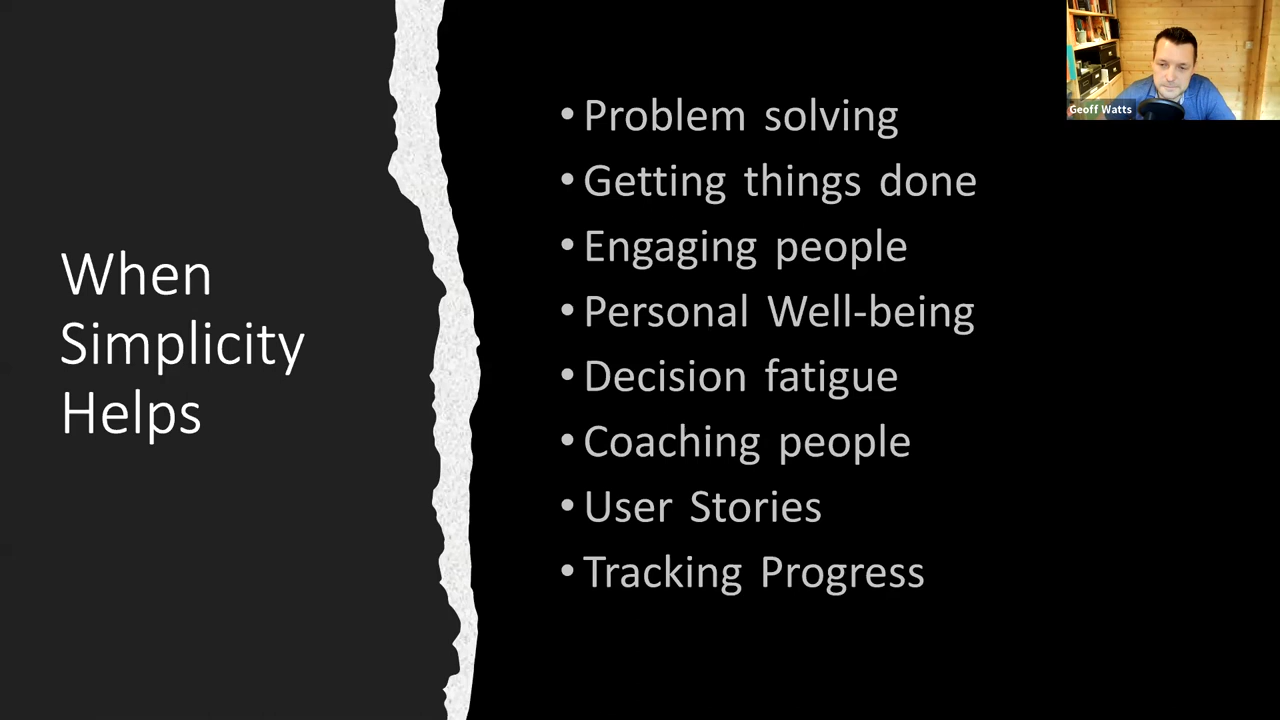 When
Simplicity
Helps
• Problem solving
• Getting things done
• Engaging people
• Personal Well-being
• Decision fatigue
• Coaching people
• User Stories
• Tracking Progress
Geoff Watts